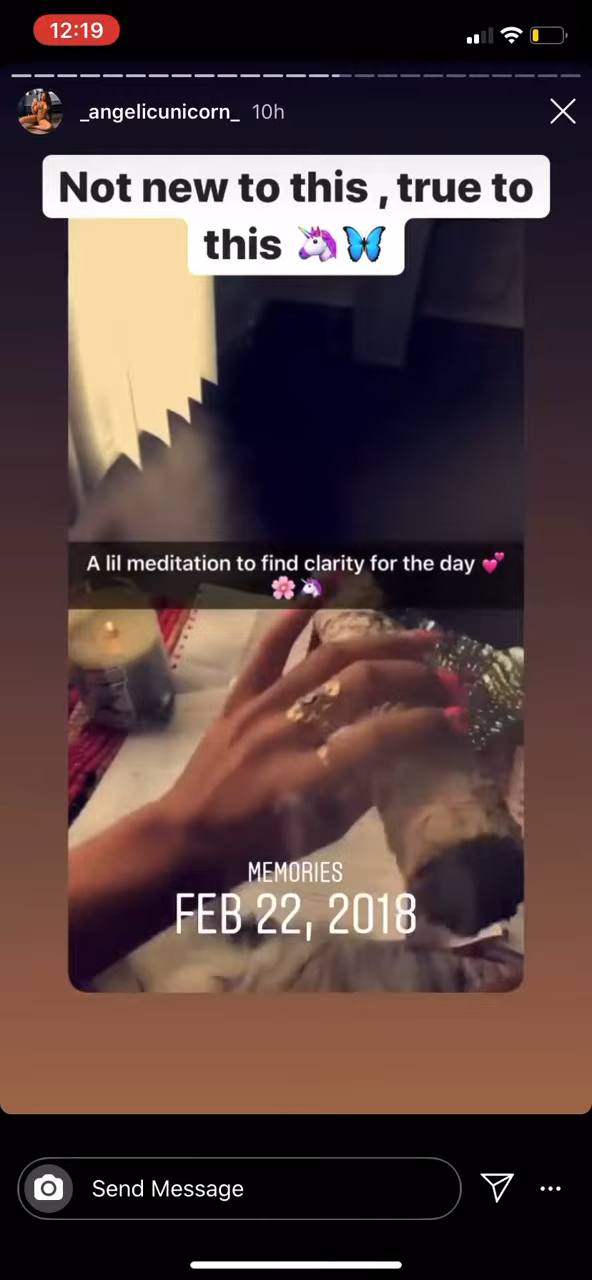 12:19
_angelicunicorn_ 10h
Not new to this , true to
this 🦄🦋
A lil meditation to find clarity for the day 💕
🌸🦄
MEMORIES
FEB 22, 2018
Send Message